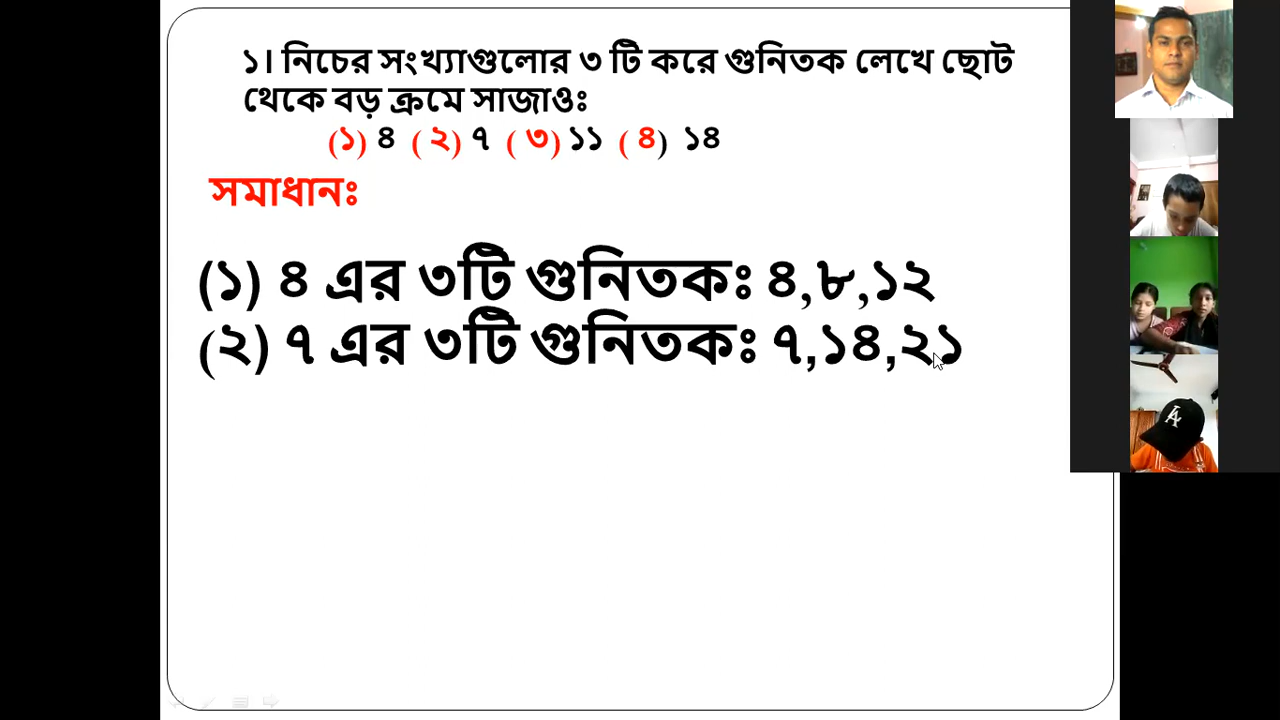 ১। নিচের সংখ্যাগুলোর ৩ টি করে গুনিতক লেখে ছোট
থেকে বড় ক্রমে সাজাওঃ
(১) ৪ ( ২) ৭ ( ৩) ১১ ( ৪) ১৪
সমাধানঃ
(১) ৪ এর ৩টি গুনিতকঃ ৪,৮,১২
(২) ৭ এর ৩টি গুনিতকঃ ৭,১৪,২১
A